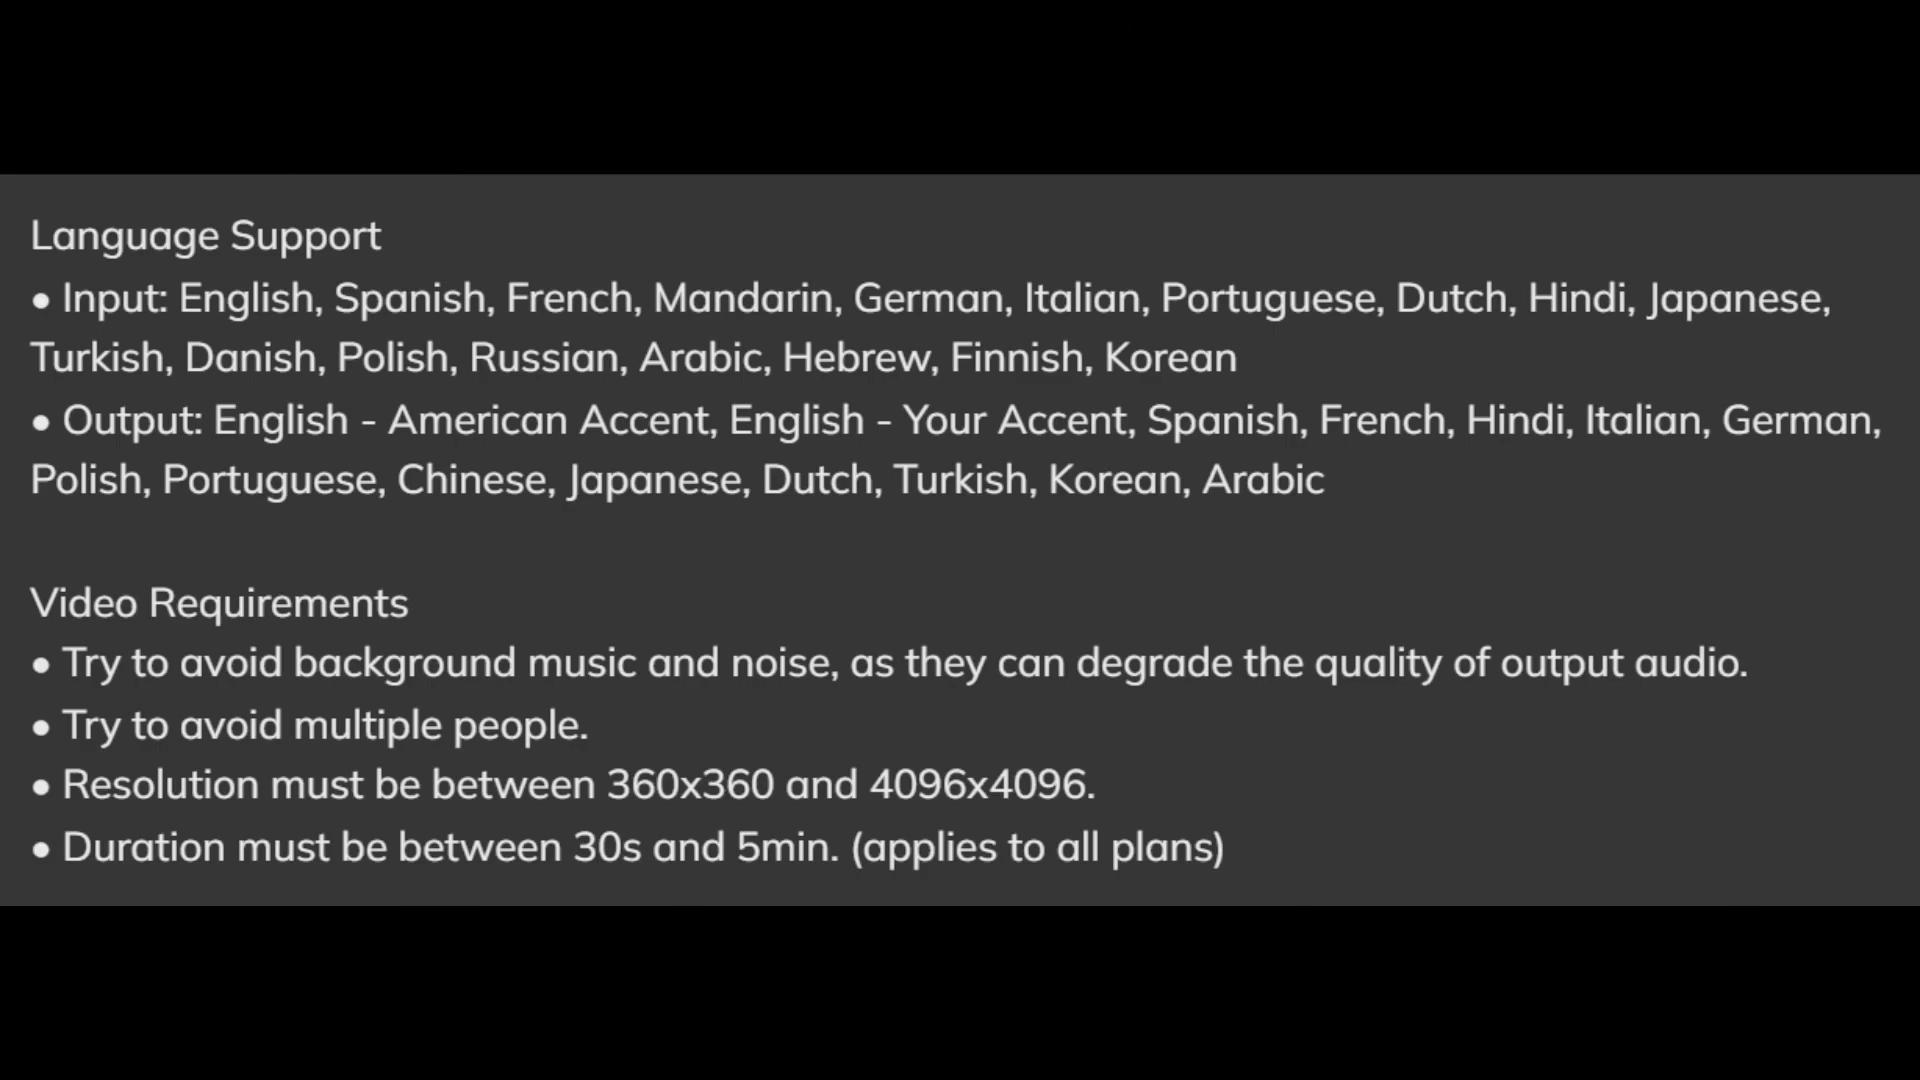 Language Support
• Input: English, Spanish, French, Mandarin, German, Italian, Portuguese, Dutch, Hindi, Japanese,
Turkish, Danish, Polish, Russian, Arabic, Hebrew, Finnish, Korean
• Output: English - American Accent, English - Your Accent, Spanish, French, Hindi, Italian, German,
Polish, Portuguese, Chinese, Japanese, Dutch, Turkish, Korean, Arabic
Video Requirements
• Try to avoid background music and noise, as they can degrade the quality of output audio.
• Try to avoid multiple people.
• Resolution must be between 360x360 and 4096x4096.
• Duration must be between 30s and 5min. (applies to all plans)